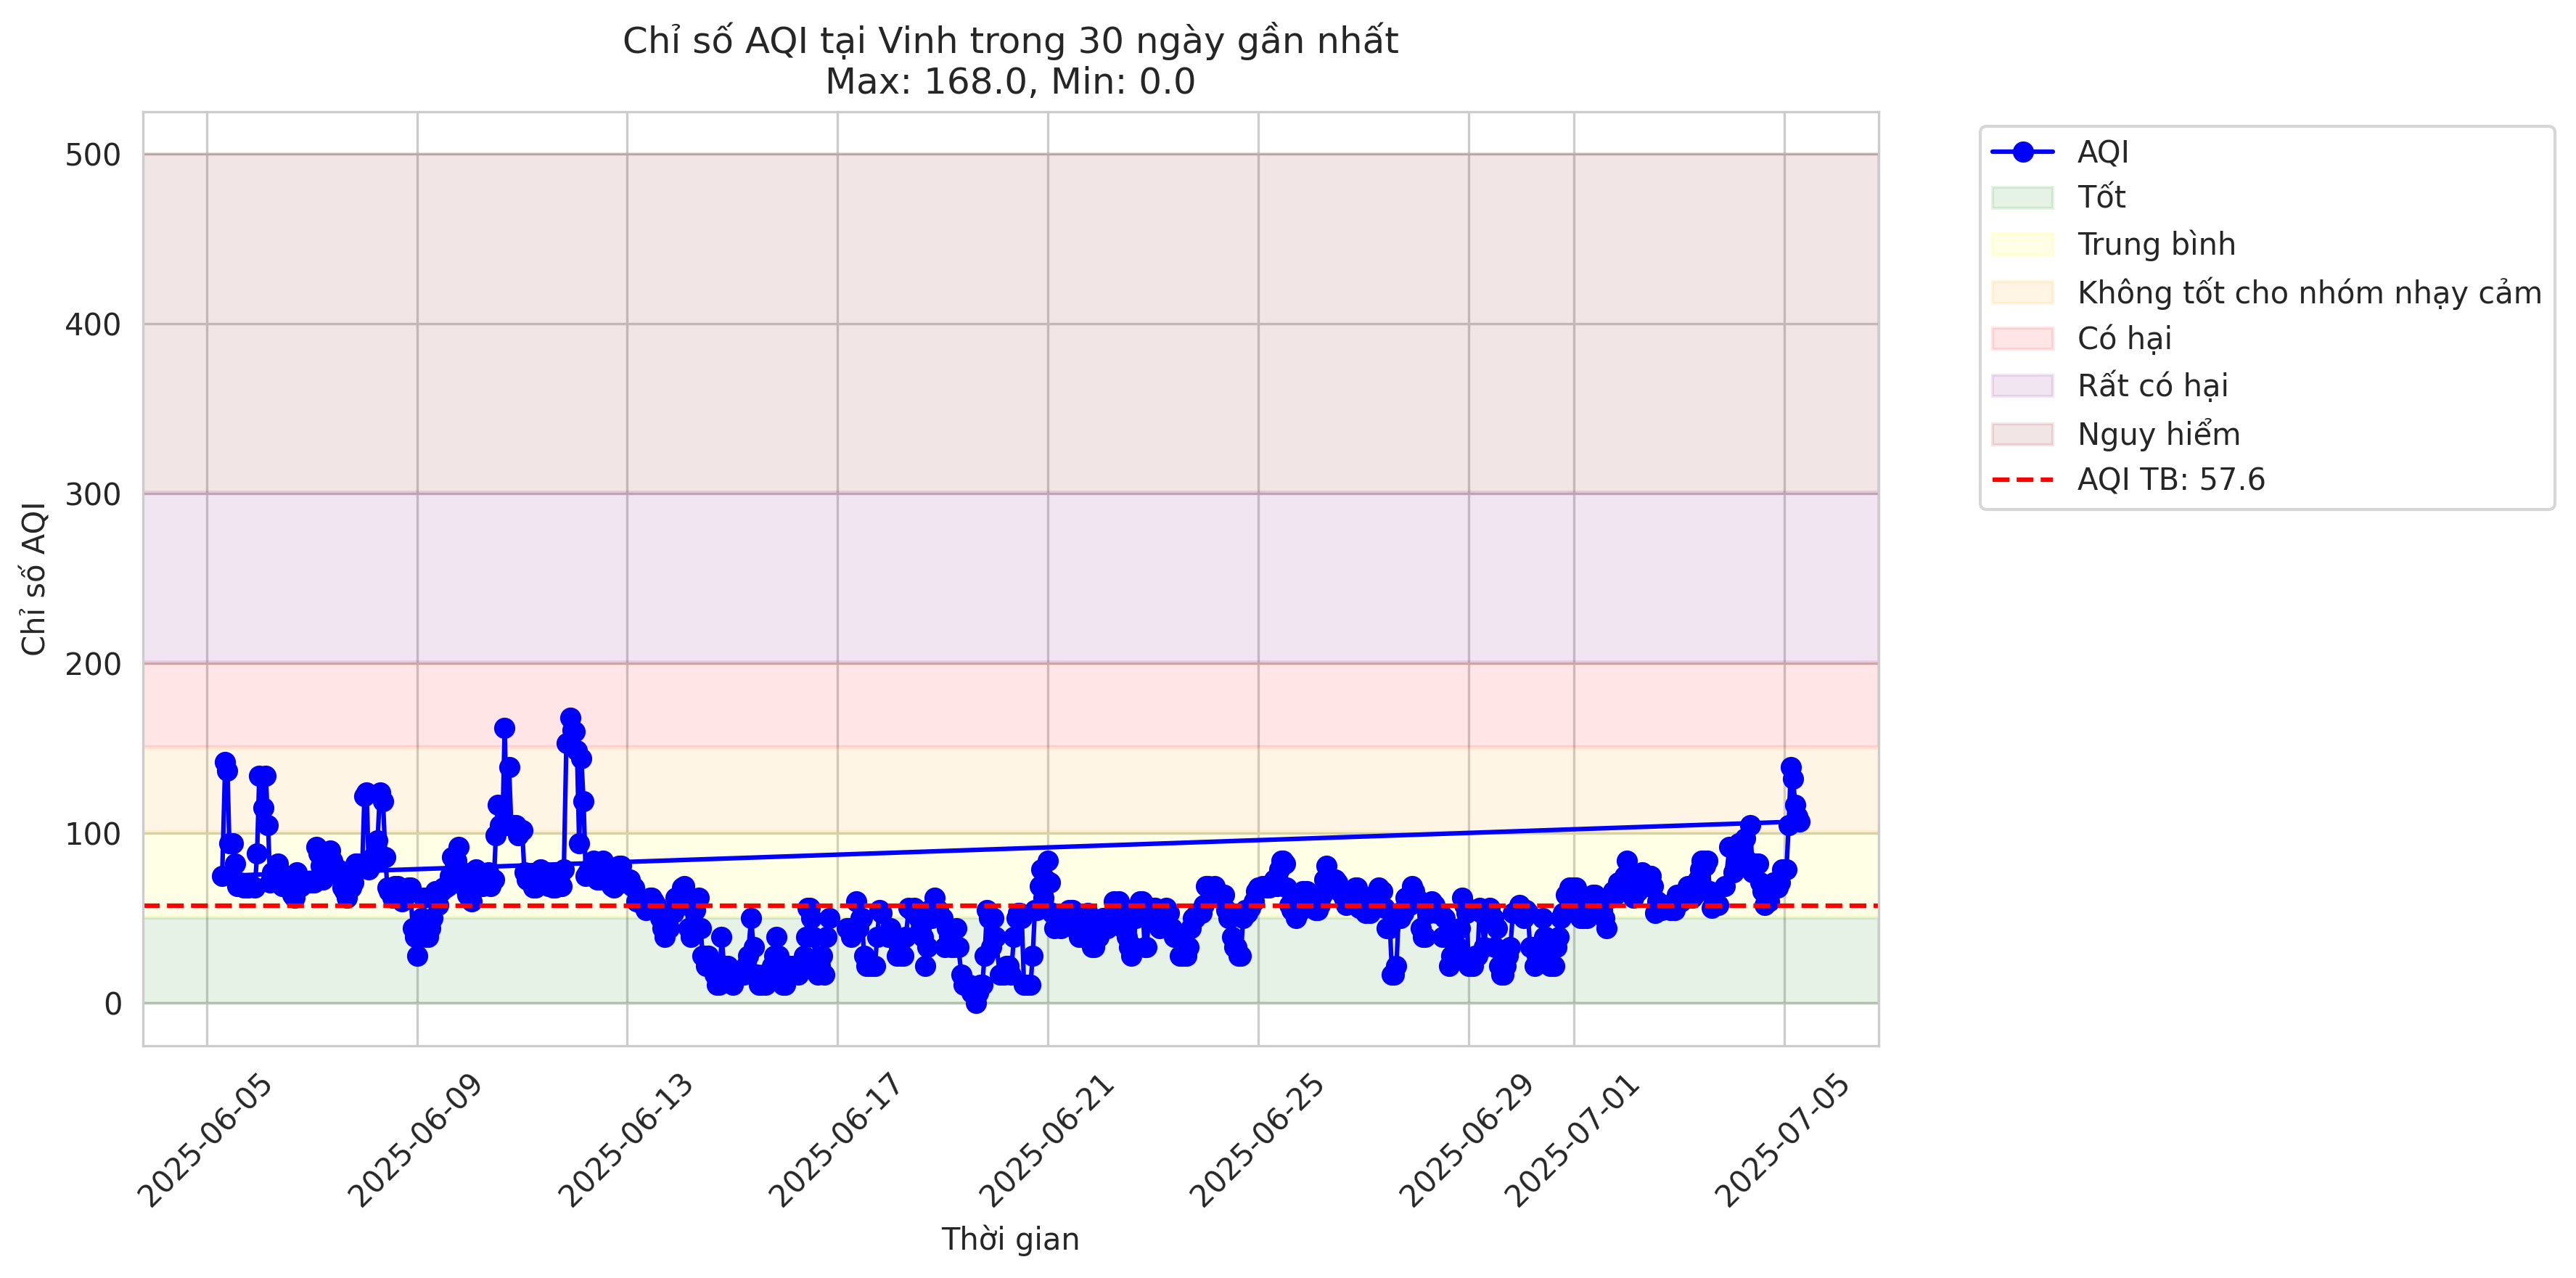 Chỉ số AQI tại Vinh trong 30 ngày gần nhất
Max: 168.0, Min: 0.0
Chỉ số AQI
500
400
300
200
100
0
2025-06-05
2025-06-09
2025-06-13
2025-06-17
2025-06-21
2025-06-25
2025-06-29
2025-07-01
2025-07-05
Thời gian
AQI
Tốt
Trung bình
Không tốt cho nhóm nhạy cảm
Có hại
Rất có hại
Nguy hiểm
AQI TB: 57.6